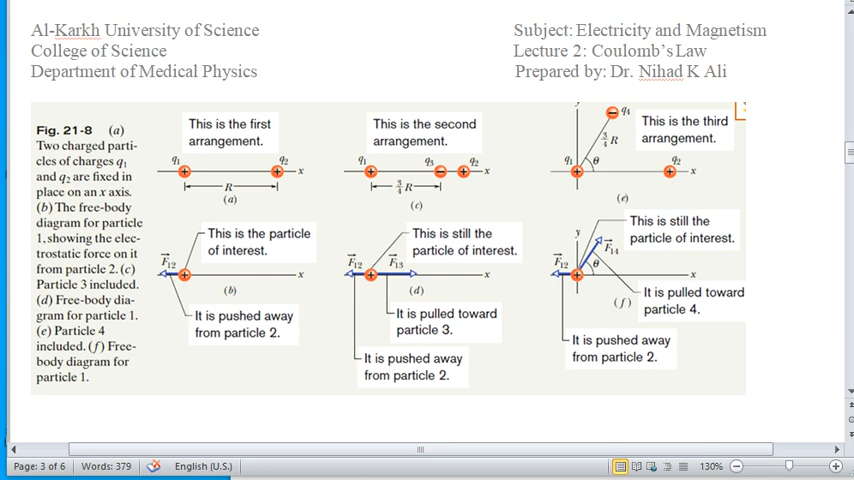 Al-Karkh University of Science
College of Science
Department of Medical Physics
Subject: Electricity and Magnetism
Lecture 2: Coulomb's Law
Prepared by: Dr. Nihad K Ali
Fig. 21-8 (a)
Two charged parti-
cles of charges q1
and q2 are fixed in
place on an x axis.
(b) The free-body
diagram for particle
1, showing the elec-
trostatic force on it
from particle 2. (c)
Particle 3 included.
(d) Free-body dia-
gram for particle 1.
(e) Particle 4
included. (f) Free-
body diagram for
particle 1.
This is the first
arrangement.
q1
q2
x
R
(a)
This is the second
arrangement.
q1
q3
q2
x
3/4 R
(c)
y
q4
This is the third
arrangement.
3/4 R
q1
θ
q2
x
(e)
This is the particle
of interest.
F12
x
(b)
It is pushed away
from particle 2.
This is still the
particle of interest.
F12
F13
x
(d)
It is pulled toward
particle 3.
It is pushed away
from particle 2.
This is still the
particle of interest.
y
F12
F14
θ
x
(f)
It is pulled toward
particle 4.
It is pushed away
from particle 2.
Page: 3 of 6
Words: 379
English (U.S.)
130%